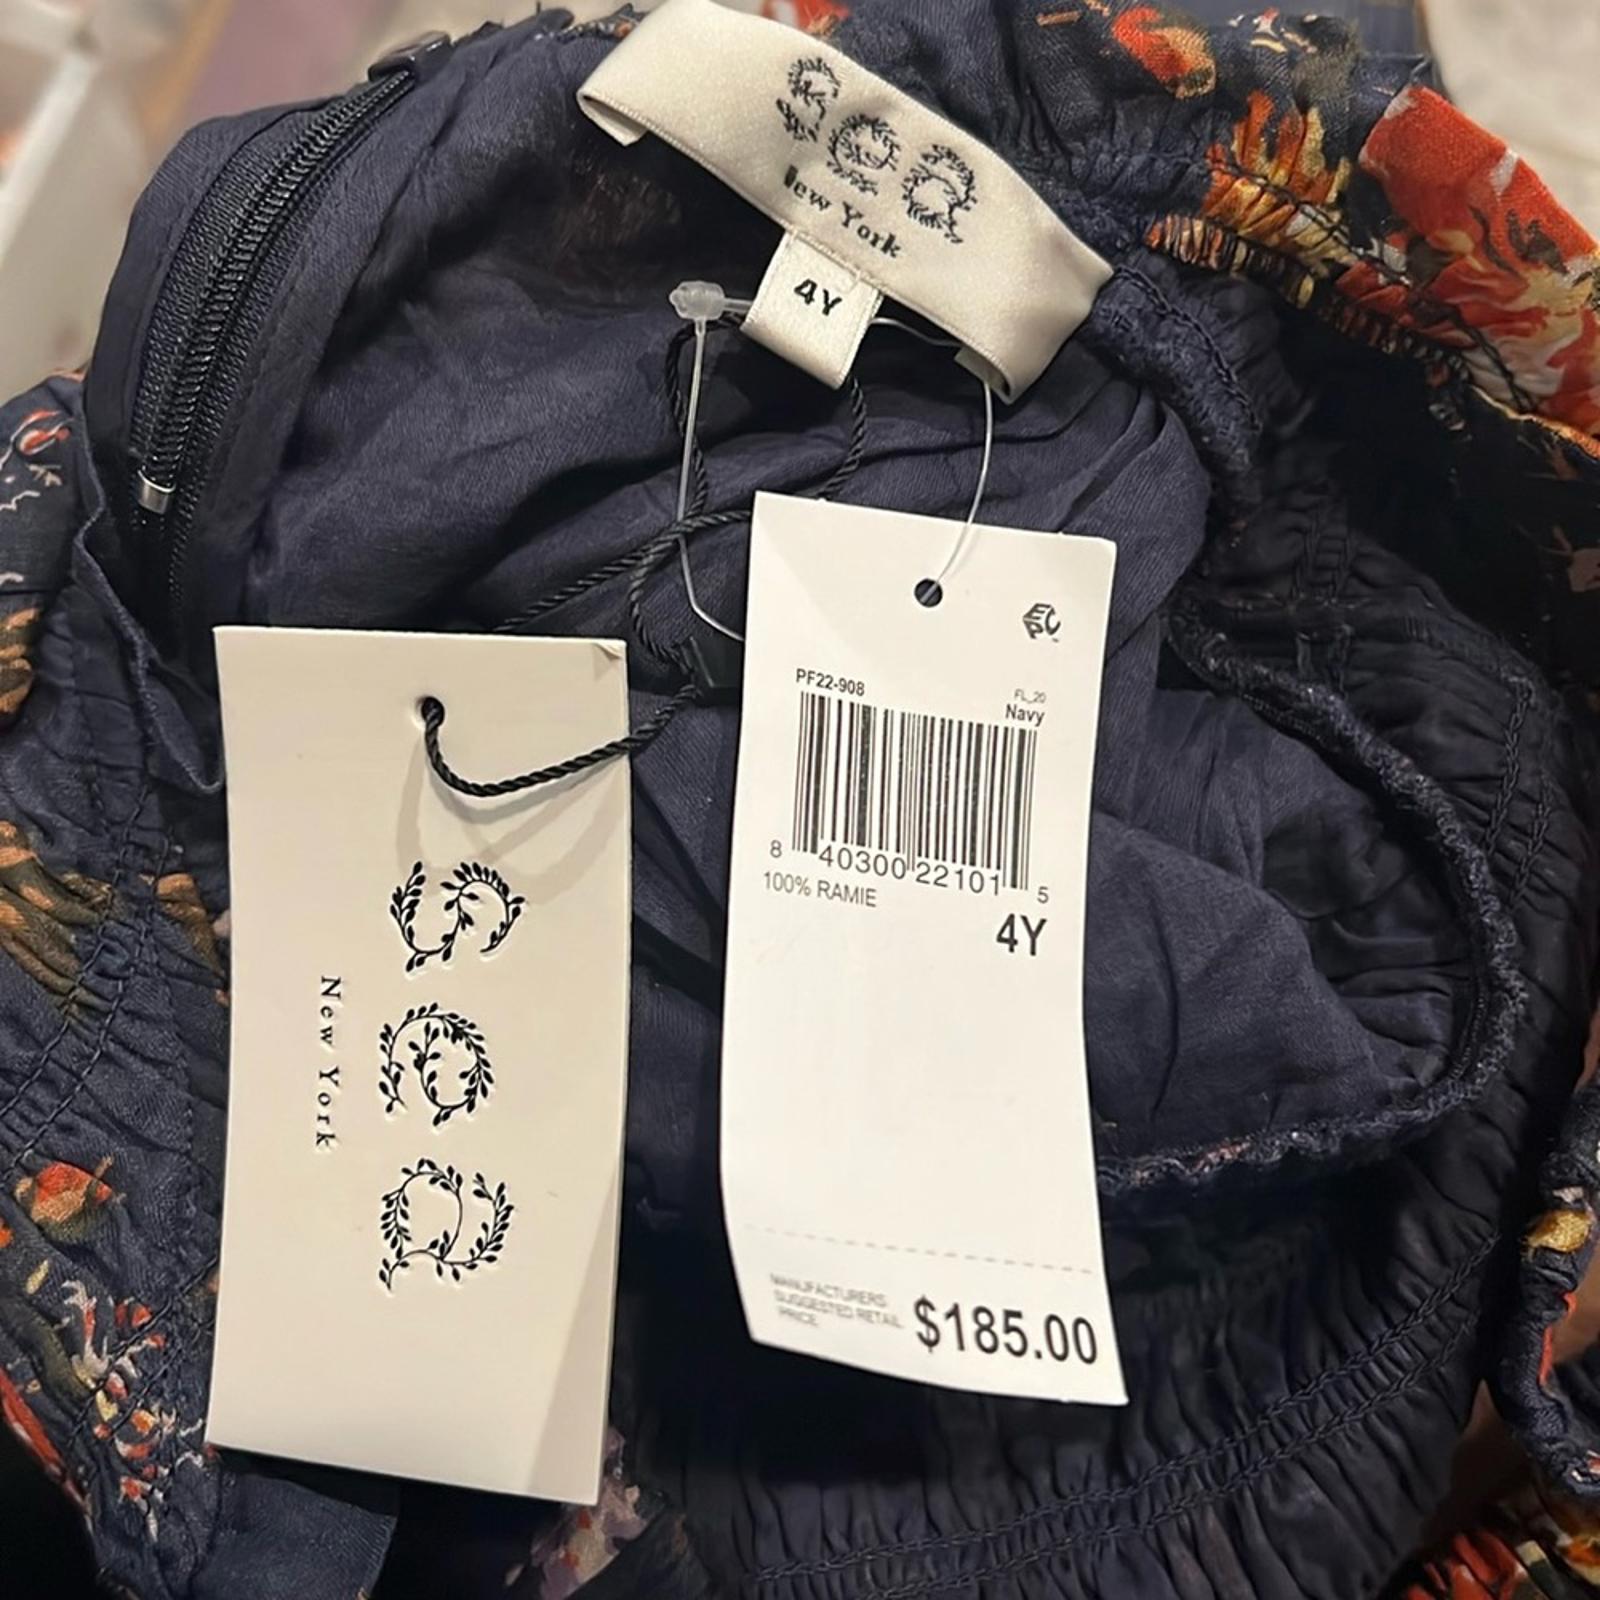 Sea
New York
4Y
EC
P
PF22-908
FL_20
Navy
8 40300 22101 5
100% RAMIE
4Y
MANUFACTURERS
SUGGESTED RETAIL
PRICE
$185.00
Sea
New York